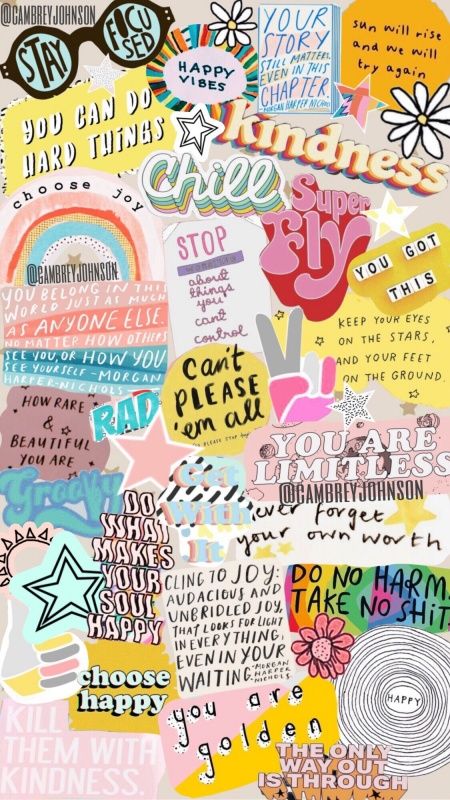 @GAMBREYJOHNSON
STAY
FOCU
SED
HAPPY
VIBES
YOUR
STORY
STILL MATTERS.
EVEN IN THIS
CHAPTER
-MORGAN HARPER NICHOLS
sun will rise
and we will
try again
YOU CAN DO
HARD THINGS
kindness
Chill
choose joy
@GAMBREYJOHNSON
STOP
about
things
you
can't
control
Super
Fly
YOU GOT
THIS
YOU BELONG IN THIS
WORLD JUST AS MUCH
AS ANYONE ELSE.
NO MATTER HOW OTHERS
SEE YOU, OR HOW YOU
SEE YOURSELF-MORGAN
HARPER-NICHOLS
KEEP YOUR EYES
ON THE STARS,
AND YOUR FEET
ON THE GROUND.
Can't
PLEASE
'em all
HOW RARE
&
BEAUTIFUL
YOU ARE
RAD
YOU ARE
LIMITLESS
@GAMBREYJOHNSON
Groovy
Get
With
it
never forget
your own worth
DO
WHAT
MAKES
YOUR
SOUL
HAPPY
CLING TO JOY:
AUDACIOUS AND
UNBRIDLED JOY,
THAT LOOKS FOR LIGHT
IN EVERYTHING,
EVEN IN YOUR
WAITING.
-MORGAN
HARPER
NICHOLS
DO NO HARM.
TAKE NO SHIT.
choose
happy
HAPPY
you are
golden
KILL
THEM WITH
KINDNESS.
THE ONLY
WAY OUT
IS THROUGH